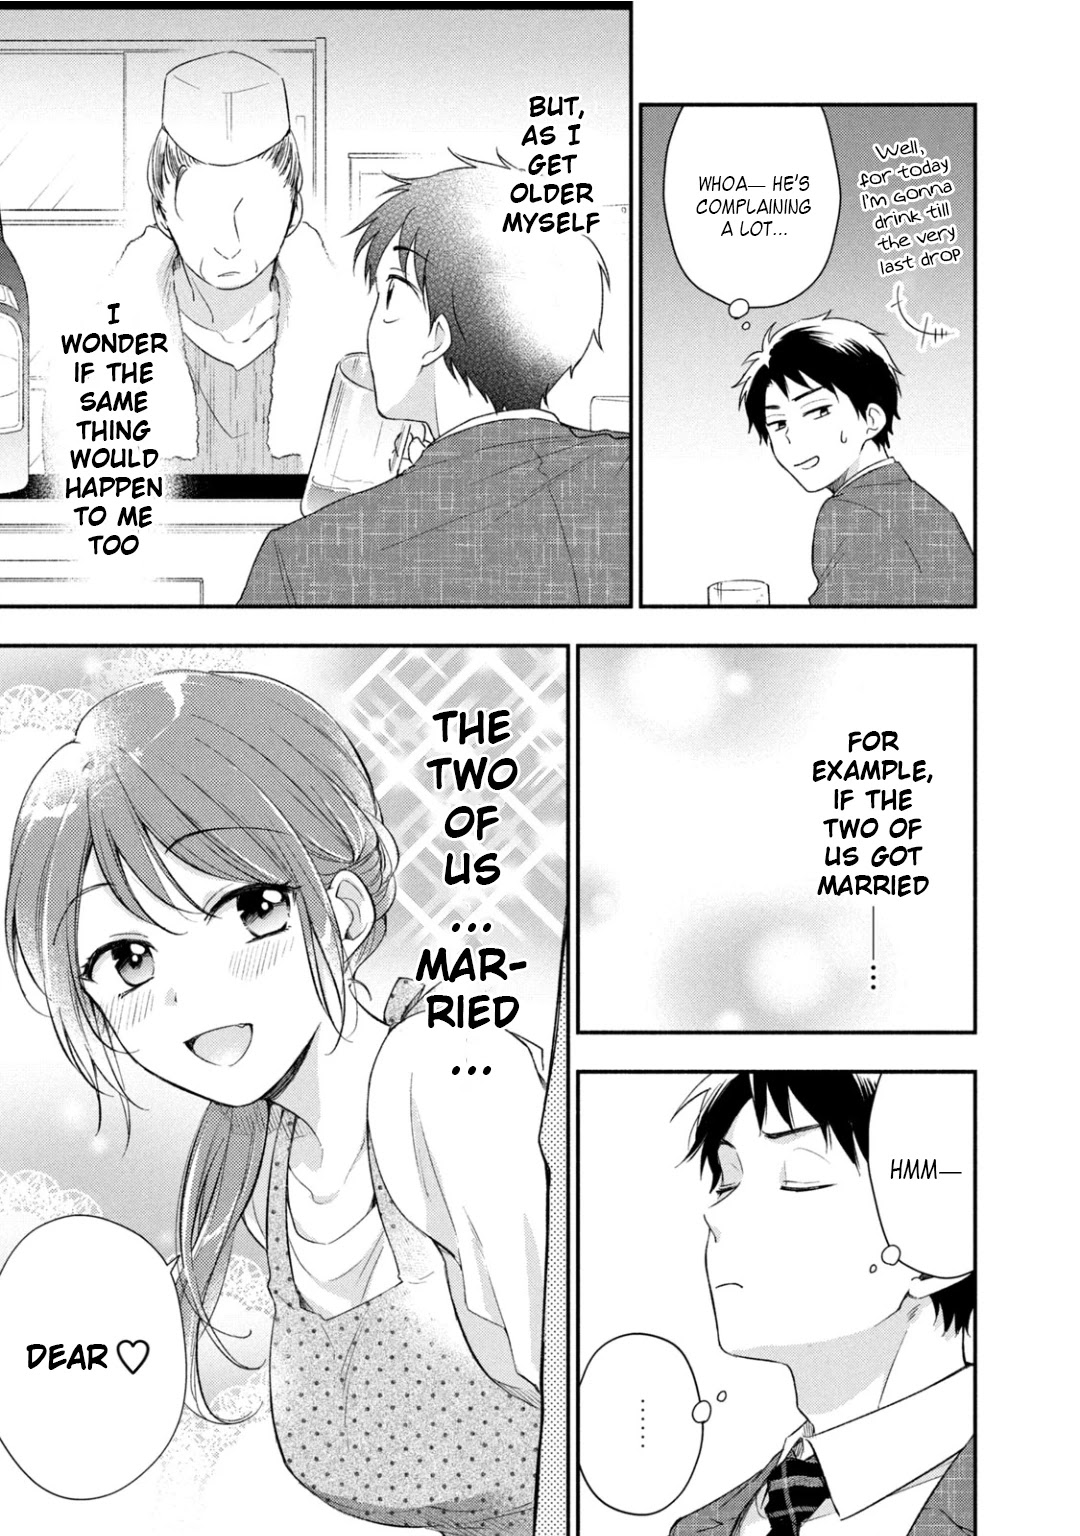 WHOA— HE'S
COMPLAINING
A LOT...
Well,
for today
I'm gonna
drink till
the very
last drop
BUT,
AS I
GET
OLDER
MYSELF
I
WONDER
IF THE
SAME
THING
WOULD
HAPPEN
TO ME
TOO
FOR
EXAMPLE,
IF THE
TWO OF
US GOT
MARRIED
—...
HMM—
......
THE
TWO
OF
US
...
MAR-
RIED
...
DEAR ♡